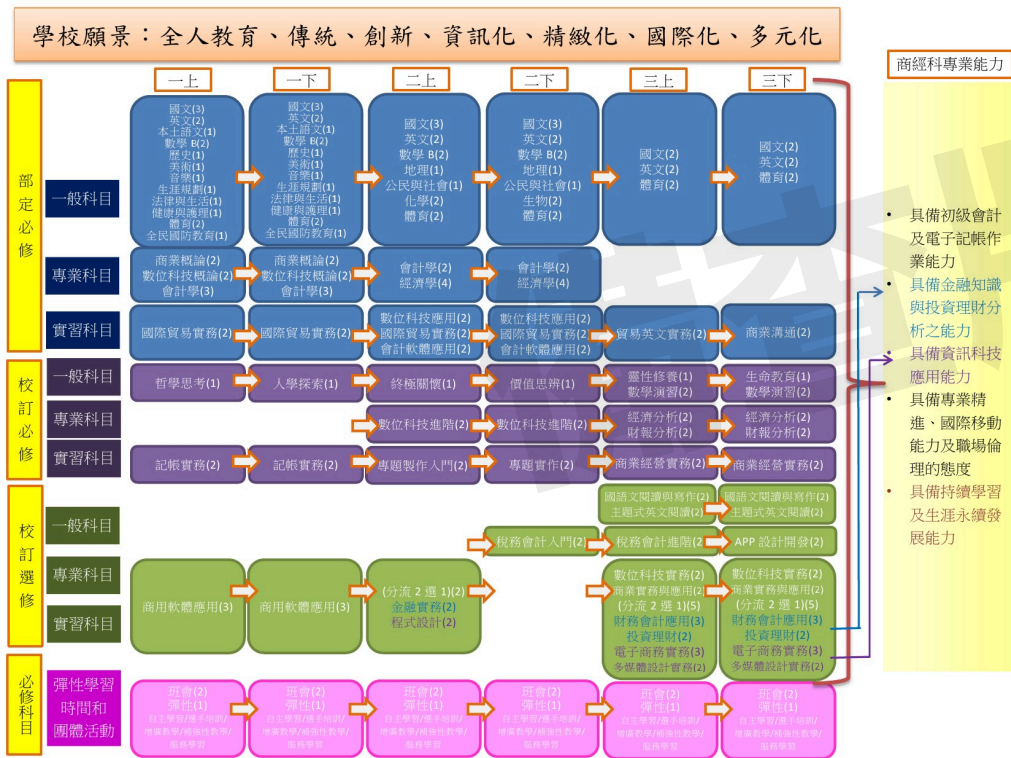 學校願景：全人教育、傳統、創新、資訊化、精緻化、國際化、多元化
商經科專業能力
一上
一下
二上
二下
三上
三下
部定必修
一般科目
國文(3)
英文(2)
本土語文(1)
數學 B(2)
歷史(1)
美術(1)
音樂(1)
生涯規劃(1)
法律與生活(1)
健康與護理(1)
體育(2)
全民國防教育(1)
國文(3)
英文(2)
本土語文(1)
數學 B(2)
歷史(1)
美術(1)
音樂(1)
生涯規劃(1)
法律與生活(1)
健康與護理(1)
體育(2)
全民國防教育(1)
國文(3)
英文(2)
數學 B(2)
地理(1)
公民與社會(1)
化學(2)
體育(2)
國文(3)
英文(2)
數學 B(2)
地理(1)
公民與社會(1)
生物(2)
體育(2)
國文(2)
英文(2)
體育(2)
國文(2)
英文(2)
體育(2)
專業科目
商業概論(2)
數位科技概論(2)
會計學(3)
商業概論(2)
數位科技概論(2)
會計學(3)
會計學(2)
經濟學(4)
會計學(2)
經濟學(4)
實習科目
國際貿易實務(2)
國際貿易實務(2)
數位科技應用(2)
國際貿易實務(2)
會計軟體應用(2)
數位科技應用(2)
國際貿易實務(2)
會計軟體應用(2)
貿易英文實務(2)
商業溝通(2)
校訂必修
一般科目
哲學思考(1)
人學探索(1)
終極關懷(1)
價值思辨(1)
靈性修養(1)
數學演習(2)
生命教育(1)
數學演習(2)
專業科目
數位科技進階(2)
數位科技進階(2)
經濟分析(2)
財報分析(2)
經濟分析(2)
財報分析(2)
實習科目
記帳實務(2)
記帳實務(2)
專題製作入門(2)
專題實作(2)
商業經營實務(2)
商業經營實務(2)
校訂選修
一般科目
國語文閱讀與寫作(2)
主題式英文閱讀(2)
國語文閱讀與寫作(2)
主題式英文閱讀(2)
專業科目
稅務會計入門(2)
稅務會計進階(2)
APP 設計開發(2)
實習科目
商用軟體應用(3)
商用軟體應用(3)
(分流 2 選 1)(2)
金融實務(2)
程式設計(2)
數位科技實務(2)
商業實務與應用(2)
(分流 2 選 1)(5)
財務會計應用(3)
投資理財(2)
電子商務實務(3)
多媒體設計實務(2)
數位科技實務(2)
商業實務與應用(2)
(分流 2 選 1)(5)
財務會計應用(3)
投資理財(2)
電子商務實務(3)
多媒體設計實務(2)
必修科目
彈性學習
時間和
團體活動
班會(2)
彈性(1)
自主學習/選手培訓/
增廣教學/補強性教學/
服務學習
班會(2)
彈性(1)
自主學習/選手培訓/
增廣教學/補強性教學/
服務學習
班會(2)
彈性(1)
自主學習/選手培訓/
增廣教學/補強性教學/
服務學習
班會(2)
彈性(1)
自主學習/選手培訓/
增廣教學/補強性教學/
服務學習
班會(2)
彈性(1)
自主學習/選手培訓/
增廣教學/補強性教學/
服務學習
班會(2)
彈性(1)
自主學習/選手培訓/
增廣教學/補強性教學/
服務學習
• 具備初級會計
及電子記帳作
業能力
• 具備金融知識
與投資理財分
析之能力
• 具備資訊科技
應用能力
• 具備專業精
進、國際移動
能力及職場倫
理的態度
• 具備持續學習
及生涯永續發
展能力